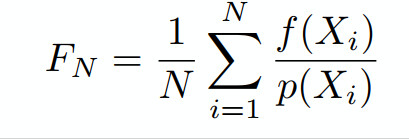 F_N = \frac{1}{N} \sum_{i=1}^{N} \frac{f(X_i)}{p(X_i)}